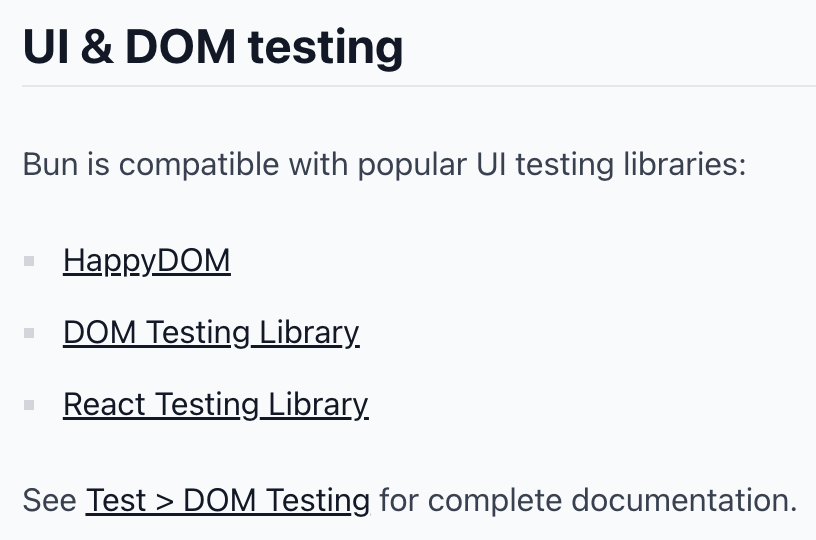 UI & DOM testing
Bun is compatible with popular UI testing libraries:
HappyDOM
DOM Testing Library
React Testing Library
See Test > DOM Testing for complete documentation.